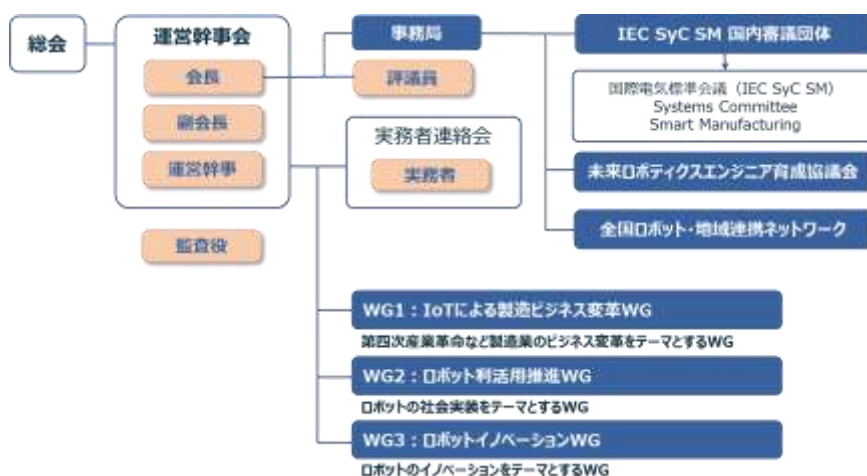 総会
運営幹事会
会長
副会長
運営幹事
監査役
事務局
評議員
実務者連絡会
実務者
IEC SyC SM 国内審議団体
国際電気標準会議（IEC SyC SM）
Systems Committee
Smart Manufacturing
未来ロボティクスエンジニア育成協議会
全国ロボット・地域連携ネットワーク
WG1：IoTによる製造ビジネス変革WG
第四次産業革命など製造業のビジネス変革をテーマとするWG
WG2：ロボット利活用推進WG
ロボットの社会実装をテーマとするWG
WG3：ロボットイノベーションWG
ロボットのイノベーションをテーマとするWG